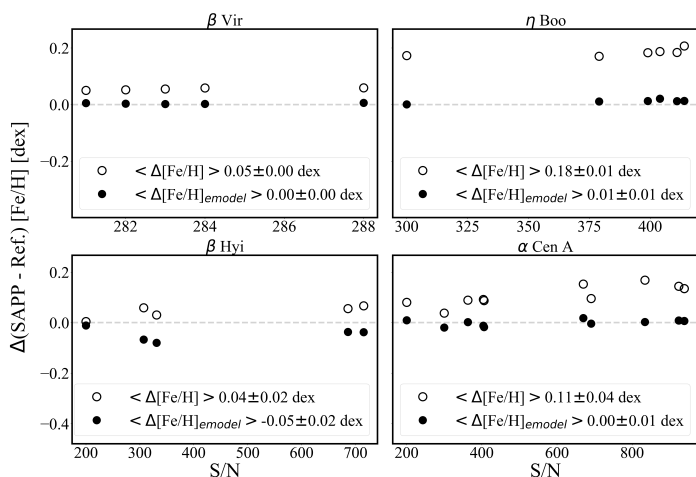 β Vir
η Boo
Δ(SAPP - Ref.) [Fe/H] [dex]
0.2
0.0
−0.2
< Δ[Fe/H] > 0.05±0.00 dex
< Δ[Fe/H]emodel > 0.00±0.00 dex
< Δ[Fe/H] > 0.18±0.01 dex
< Δ[Fe/H]emodel > 0.01±0.01 dex
282 284 286 288
300 325 350 375 400
β Hyi
α Cen A
0.2
0.0
−0.2
−0.4
< Δ[Fe/H] > 0.04±0.02 dex
< Δ[Fe/H]emodel > -0.05±0.02 dex
< Δ[Fe/H] > 0.11±0.04 dex
< Δ[Fe/H]emodel > 0.00±0.01 dex
200 300 400 500 600 700
200 400 600 800
S/N
S/N